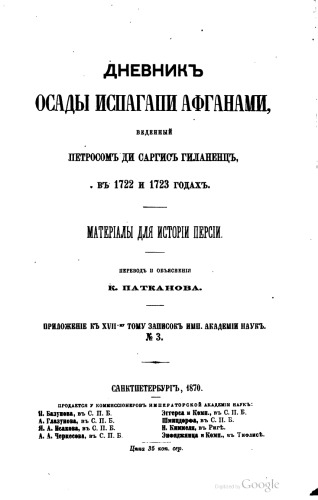 ДНЕВНИКЪ
ОСАДЫ ИСПАГАНИ АФГАНАМИ,
ВЕДЕННЫЙ
ПЕТРОСОМЪ ДИ САРГИСЪ ГИЛАНЕНЦЪ,
въ 1722 и 1723 годахъ.
МАТЕРІАЛЫ ДЛЯ ИСТОРІИ ПЕРСІИ.
ПЕРЕВОДЪ И ОБЪЯСНЕНІЯ
К. ПАТКАНОВА.
ПРИЛОЖЕНІЕ КЪ XVII-му ТОМУ ЗАПИСОКЪ ИМП. АКАДЕМІИ НАУКЪ.
№ 3.
САНКТПЕТЕРБУРГЪ, 1870.
ПРОДАЕТСЯ У КОММИССІОНЕРОВЪ ИМПЕРАТОРСКОЙ АКАДЕМІИ НАУКЪ:
И. Базунова, въ С. П. Б.
А. Глазунова, въ С. П. Б.
Я. А. Исакова, въ С. П. Б.
А. А. Черкесова, въ С. П. Б.
Эггерса и Комп., въ С. П. Б.
Шмицдорфа, въ С. П. Б.
Н. Киммеля, въ Ригѣ.
Энфяджянца и Комп., въ Тифлисѣ.
Цѣна 35 коп. сер.
Digitized by Google